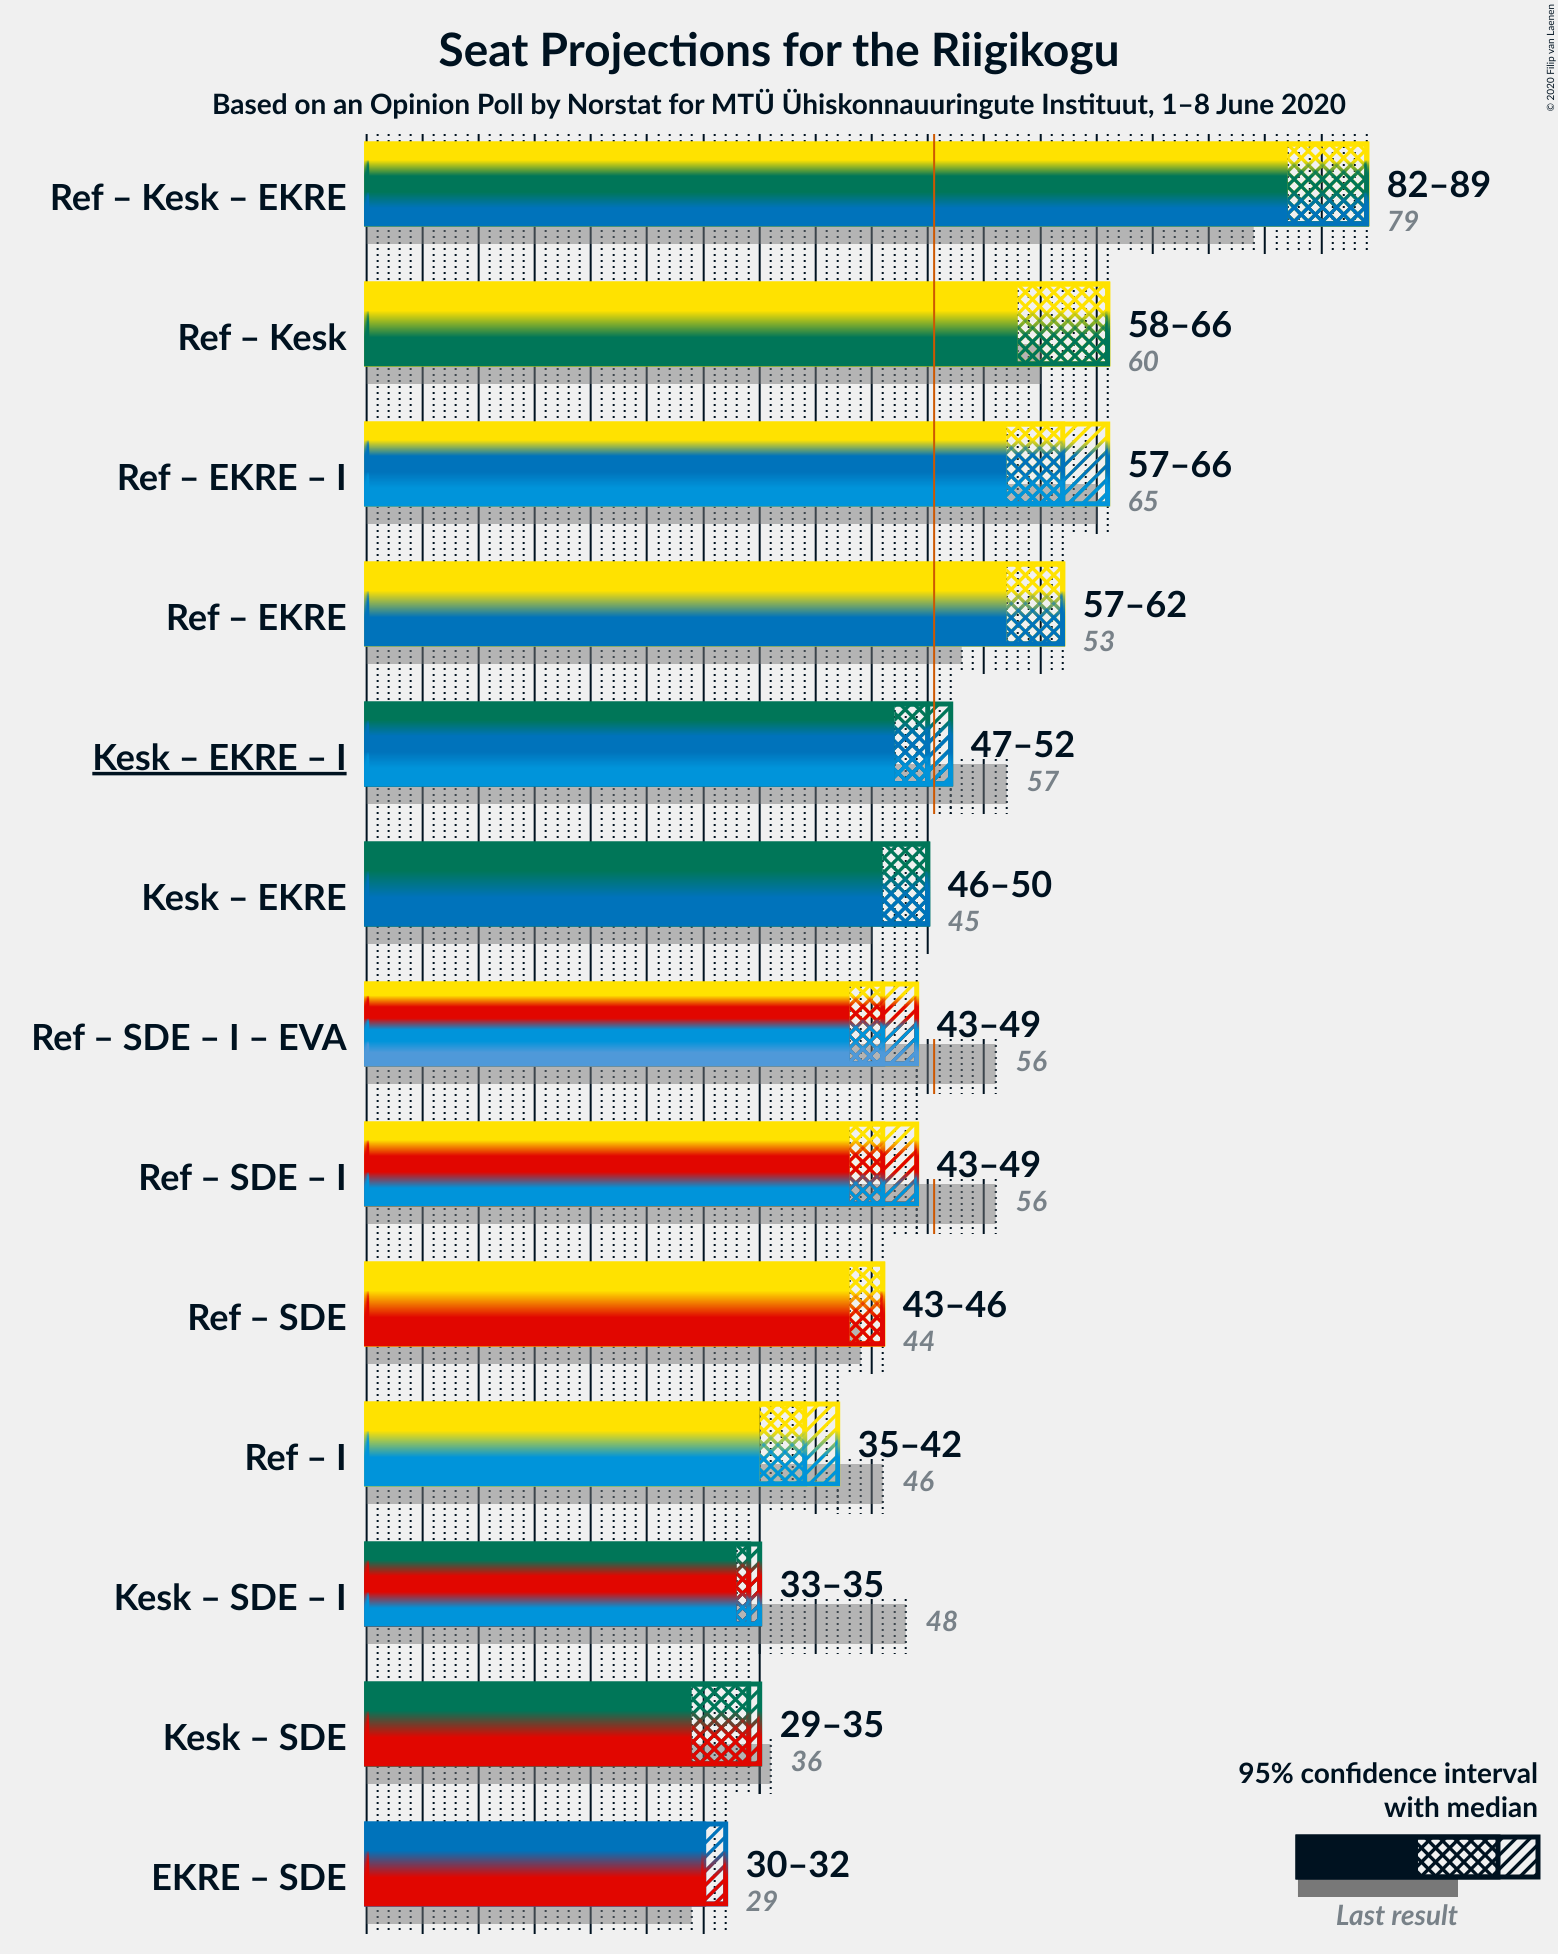 Seat Projections for the Riigikogu
Based on an Opinion Poll by Norstat for MTÜ Ühiskonnauuringute Instituut, 1–8 June 2020
© 2020 Filip van Laenen
Ref – Kesk – EKRE
82–89
79
Ref – Kesk
58–66
60
Ref – EKRE – I
57–66
65
Ref – EKRE
57–62
53
Kesk – EKRE – I
47–52
57
Kesk – EKRE
46–50
45
Ref – SDE – I – EVA
43–49
56
Ref – SDE – I
43–49
56
Ref – SDE
43–46
44
Ref – I
35–42
46
Kesk – SDE – I
33–35
48
Kesk – SDE
29–35
36
EKRE – SDE
30–32
29
95% confidence interval
with median
Last result